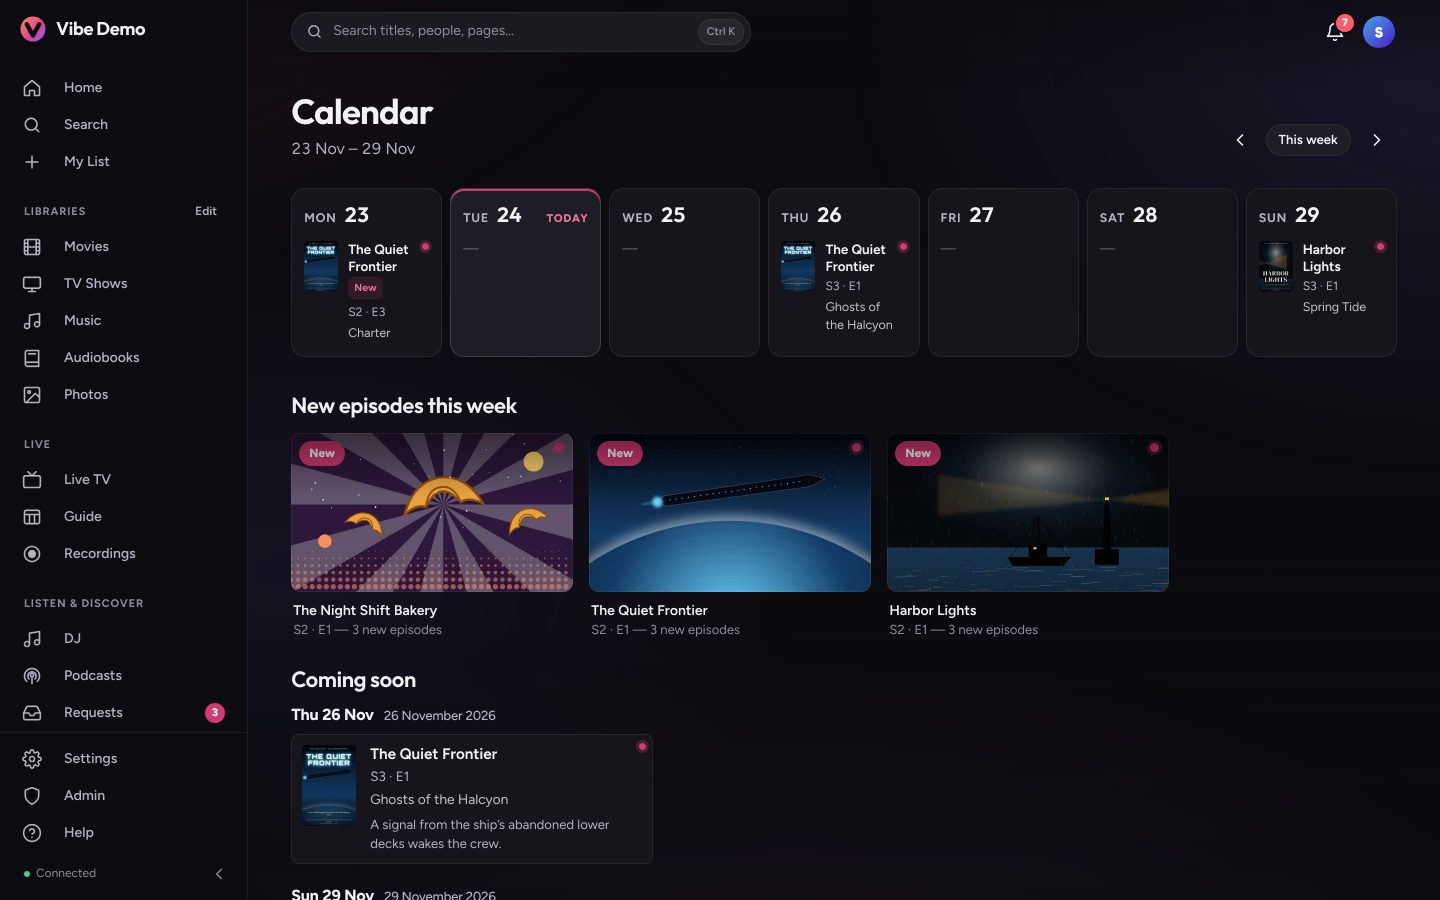 Vibe Demo
Search titles, people, pages...
Ctrl K
7
S
Home
Search
My List
LIBRARIES
Edit
Movies
TV Shows
Music
Audiobooks
Photos
LIVE
Live TV
Guide
Recordings
LISTEN & DISCOVER
DJ
Podcasts
Requests
3
Settings
Admin
Help
Connected
Calendar
23 Nov – 29 Nov
This week
MON 23
The Quiet
Frontier
New
S2 · E3
Charter
TUE 24 TODAY
—
WED 25
—
THU 26
The Quiet
Frontier
S3 · E1
Ghosts of
the Halcyon
FRI 27
—
SAT 28
—
SUN 29
HARBOR
LIGHTS
Harbor
Lights
S3 · E1
Spring Tide
New episodes this week
New
The Night Shift Bakery
S2 · E1 — 3 new episodes
New
The Quiet Frontier
S2 · E1 — 3 new episodes
New
Harbor Lights
S2 · E1 — 3 new episodes
Coming soon
Thu 26 Nov 26 November 2026
THE QUIET
FRONTIER
The Quiet Frontier
S3 · E1
Ghosts of the Halcyon
A signal from the ship's abandoned lower
decks wakes the crew.
Sun 29 Nov 29 November 2026